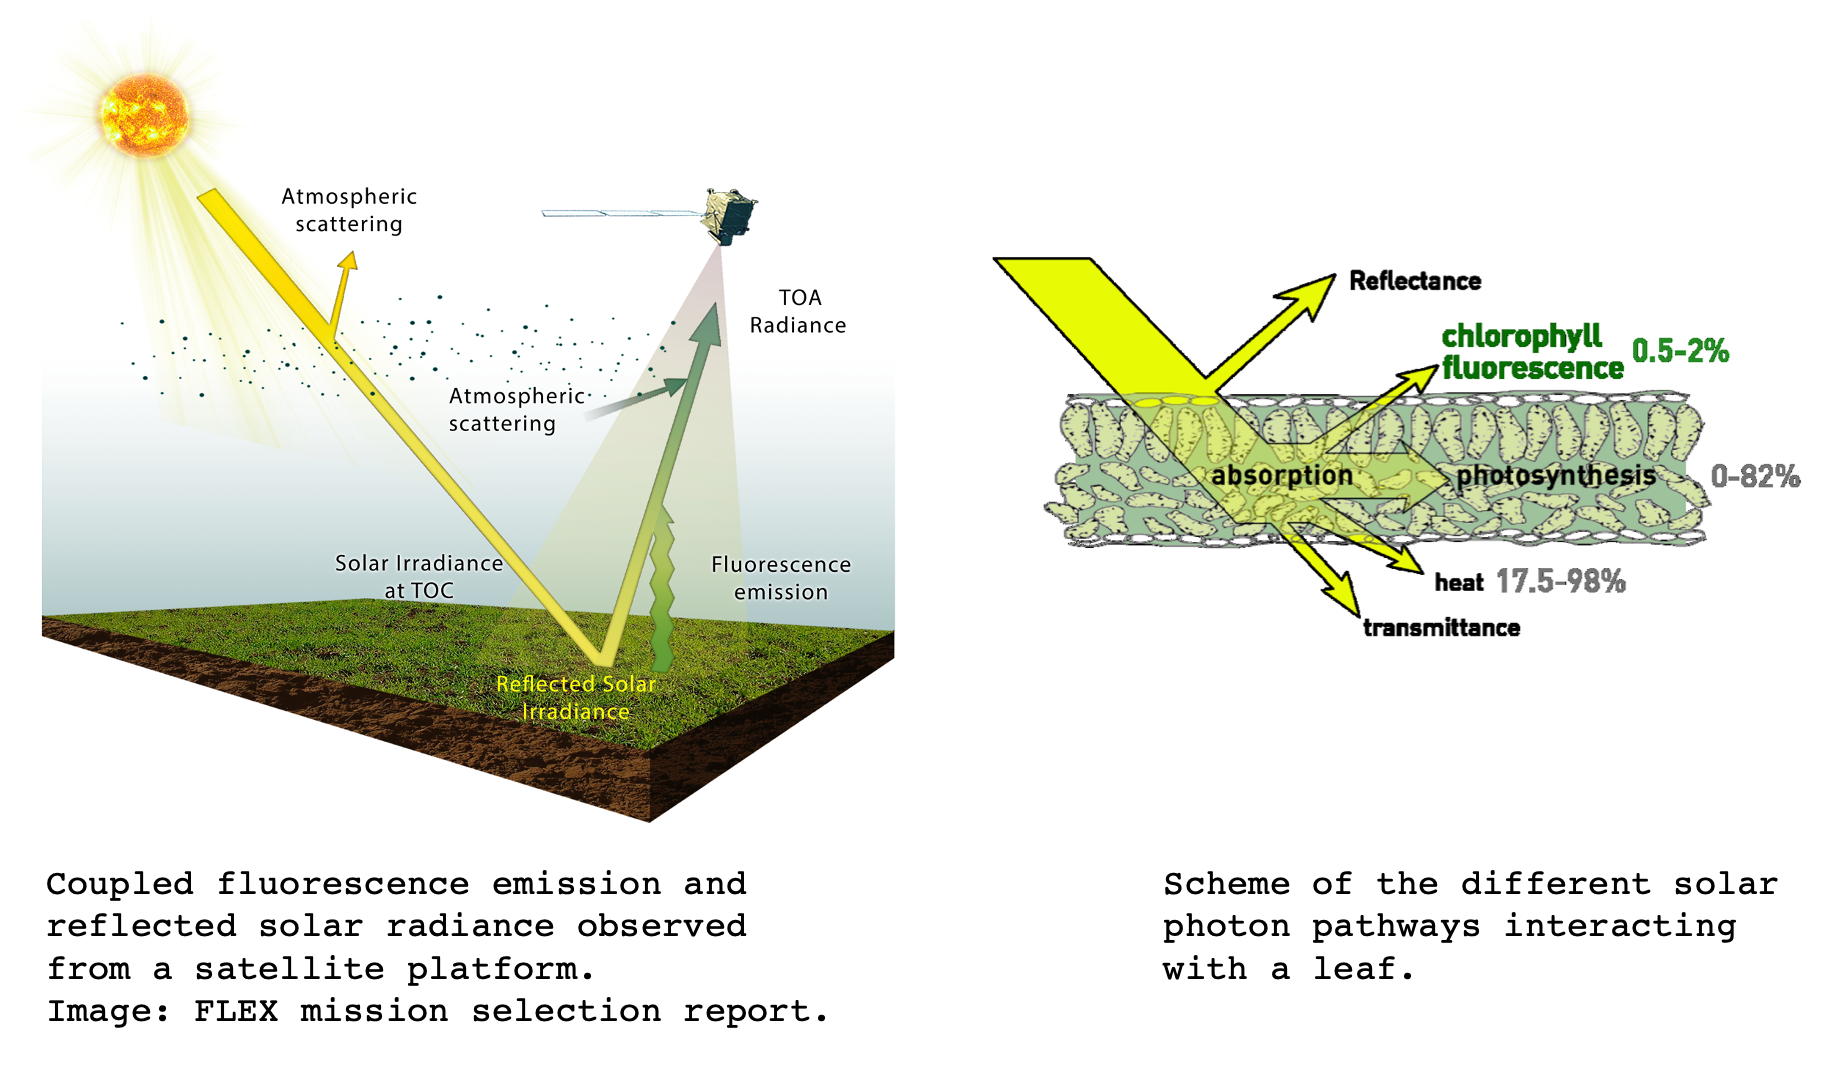 Atmospheric
scattering
TOA
Radiance
Atmospheric
scattering
Solar Irradiance
at TOC
Fluorescence
emission
Reflected Solar
Irradiance
Coupled fluorescence emission and
reflected solar radiance observed
from a satellite platform.
Image: FLEX mission selection report.
Reflectance
chlorophyll
fluorescence 0.5-2%
absorption
photosynthesis 0-82%
heat 17.5-98%
transmittance
Scheme of the different solar
photon pathways interacting
with a leaf.